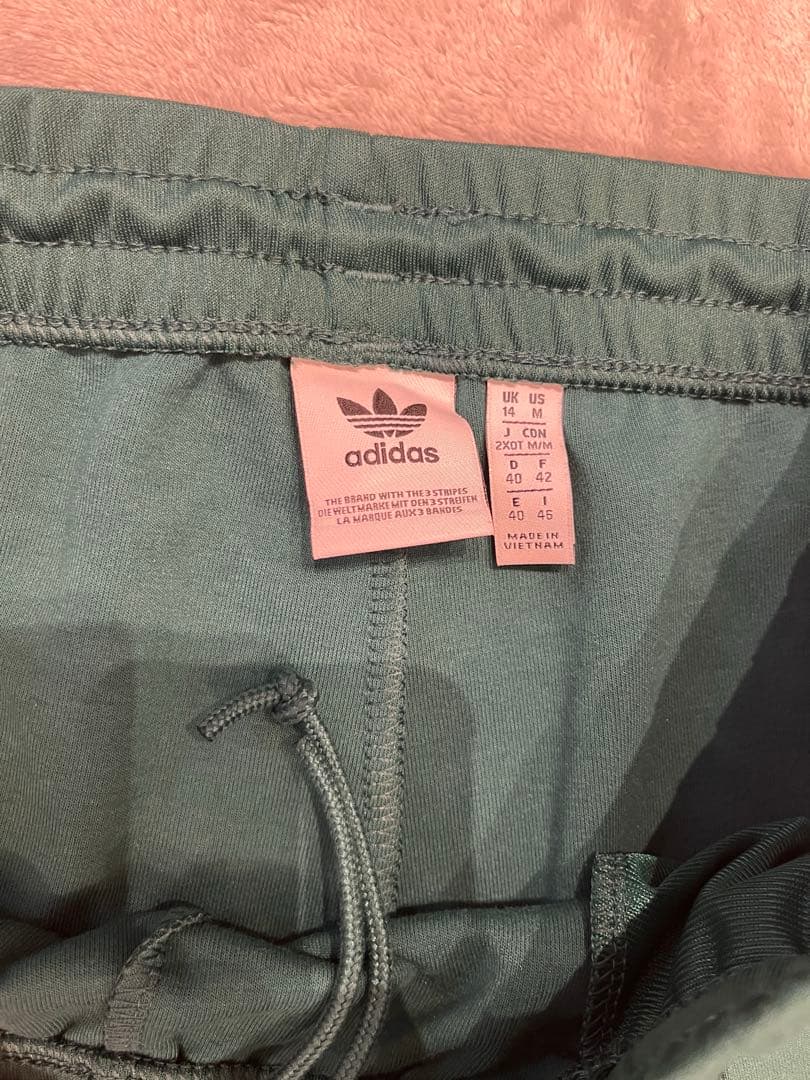 adidas
THE BRAND WITH THE 3 STRIPES
DIE WELTMARKE MIT DEN 3 STREIFEN
LA MARQUE AUX 3 BANDES
UK US
14 M
J CDN
2XOT M/M
D F
40 42
E I
40 46
MADE IN
VIETNAM